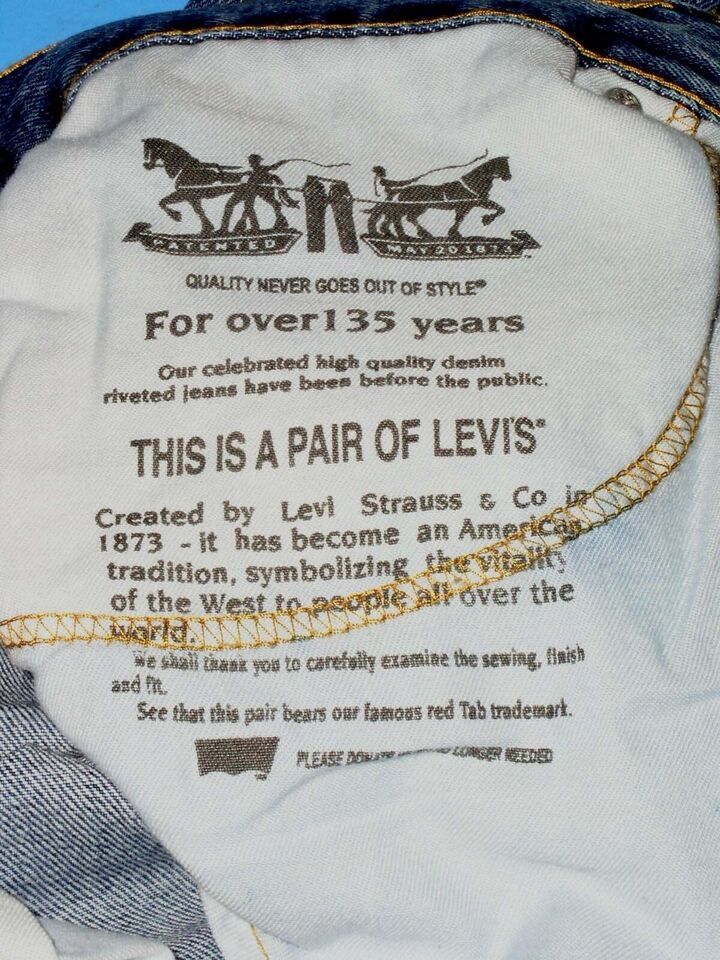 PATENTED MAY 20 1873
QUALITY NEVER GOES OUT OF STYLE®
For over135 years
Our celebrated high quality denim
riveted jeans have been before the public.
THIS IS A PAIR OF LEVI'S®
Created by Levi Strauss & Co in
1873 - it has become an American
tradition, symbolizing the vitality
of the West to people all over the
world.
We shall thank you to carefully examine the sewing, finish
and fit.
See that this pair bears our famous red Tab trademark.
PLEASE DONATE LONGER NEEDED